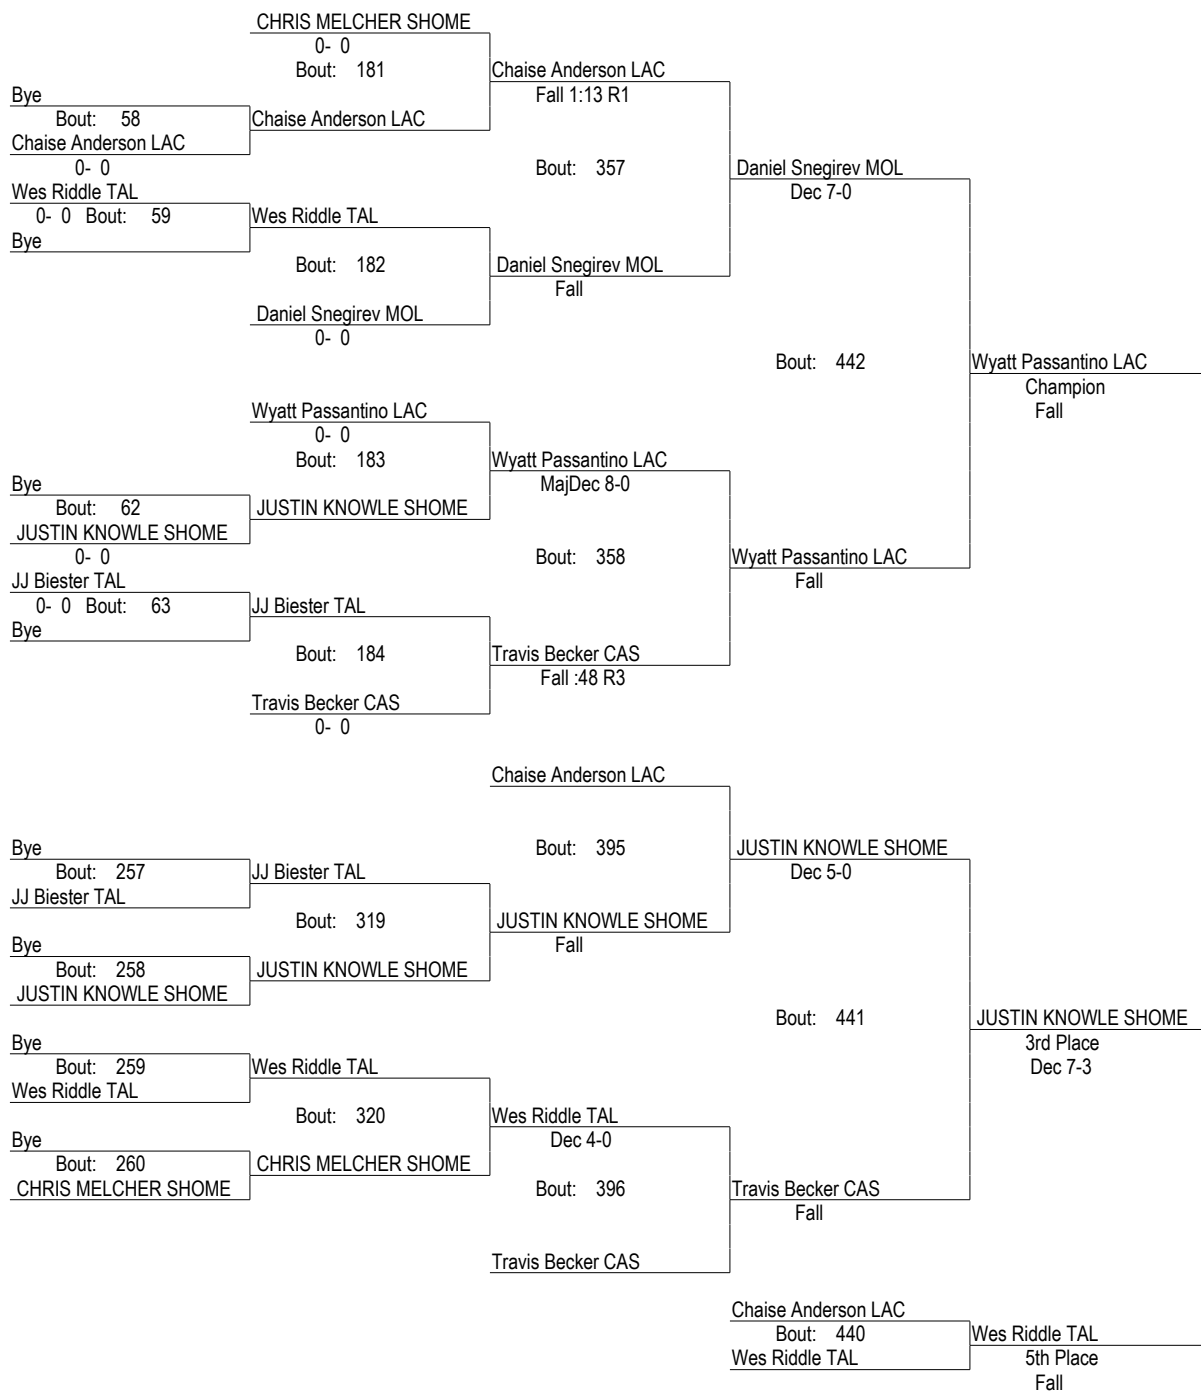 CHRIS MELCHER SHOME
0- 0
Bout: 181
Chaise Anderson LAC
Fall 1:13 R1
Bye
Bout: 58
Chaise Anderson LAC
Chaise Anderson LAC
0- 0
Bout: 357
Daniel Snegirev MOL
Dec 7-0
Wes Riddle TAL
0- 0 Bout: 59
Wes Riddle TAL
Bye
Bout: 182
Daniel Snegirev MOL
Fall
Daniel Snegirev MOL
0- 0
Bout: 442
Wyatt Passantino LAC
Champion
Fall
Wyatt Passantino LAC
0- 0
Bout: 183
Wyatt Passantino LAC
MajDec 8-0
Bye
Bout: 62
JUSTIN KNOWLE SHOME
JUSTIN KNOWLE SHOME
0- 0
Bout: 358
Wyatt Passantino LAC
Fall
JJ Biester TAL
0- 0 Bout: 63
JJ Biester TAL
Bye
Bout: 184
Travis Becker CAS
Fall :48 R3
Travis Becker CAS
0- 0
Chaise Anderson LAC
Bye
Bout: 257
JJ Biester TAL
JJ Biester TAL
Bout: 395
JUSTIN KNOWLE SHOME
Dec 5-0
Bout: 319
JUSTIN KNOWLE SHOME
Fall
Bye
Bout: 258
JUSTIN KNOWLE SHOME
JUSTIN KNOWLE SHOME
Bout: 441
JUSTIN KNOWLE SHOME
3rd Place
Dec 7-3
Bye
Bout: 259
Wes Riddle TAL
Wes Riddle TAL
Bout: 320
Wes Riddle TAL
Dec 4-0
Bye
Bout: 260
CHRIS MELCHER SHOME
CHRIS MELCHER SHOME
Bout: 396
Travis Becker CAS
Fall
Travis Becker CAS
Chaise Anderson LAC
Bout: 440
Wes Riddle TAL
Wes Riddle TAL
5th Place
Fall